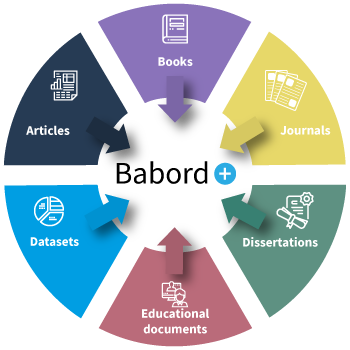 Books
Articles
Journals
Babord +
Datasets
Dissertations
Educational
documents